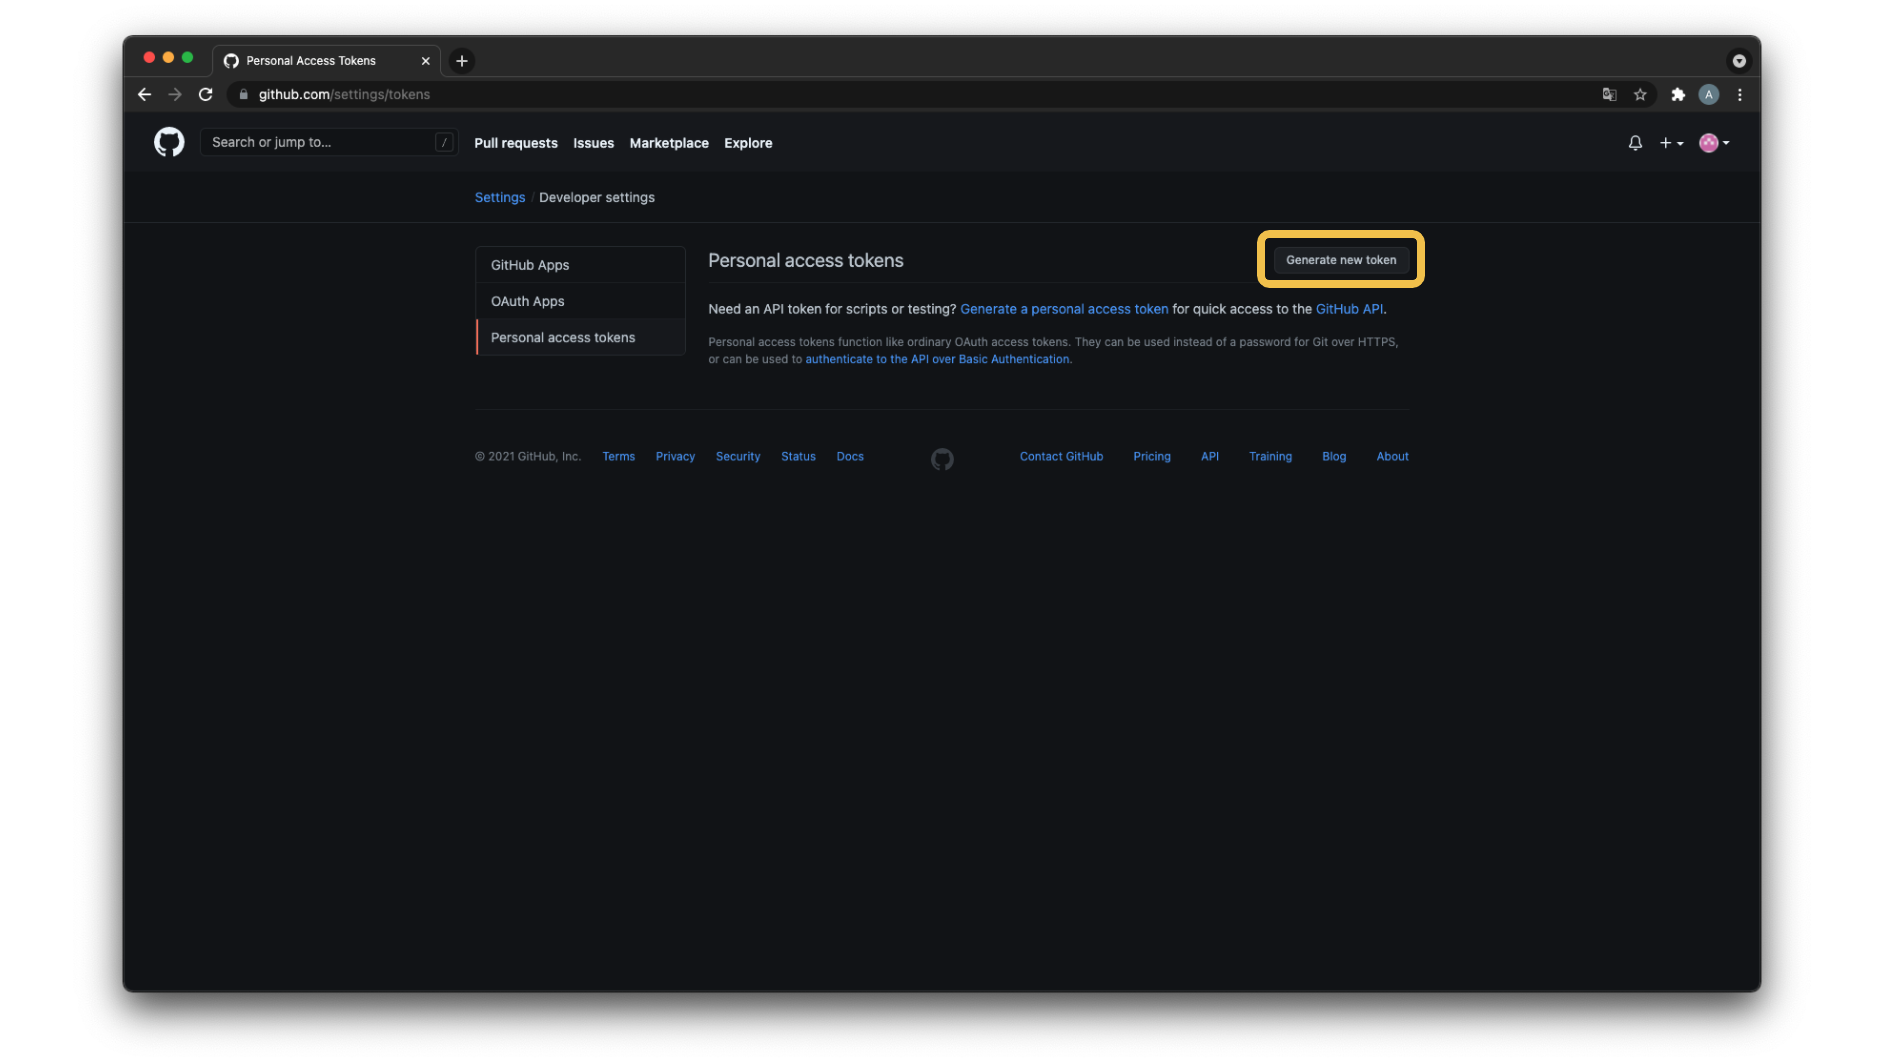 Personal Access Tokens
github.com/settings/tokens
A
Search or jump to... /
Pull requests Issues Marketplace Explore
Settings / Developer settings
GitHub Apps
OAuth Apps
Personal access tokens
Personal access tokens
Generate new token
Need an API token for scripts or testing? Generate a personal access token for quick access to the GitHub API.
Personal access tokens function like ordinary OAuth access tokens. They can be used instead of a password for Git over HTTPS,
or can be used to authenticate to the API over Basic Authentication.
© 2021 GitHub, Inc. Terms Privacy Security Status Docs Contact GitHub Pricing API Training Blog About